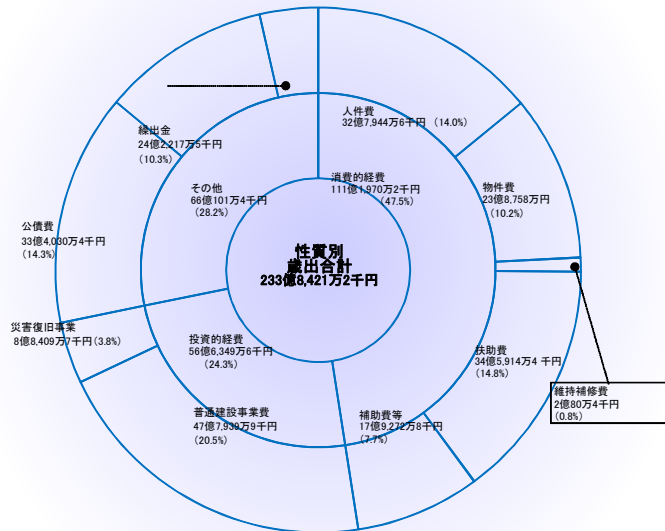 人件費
32億7,944万6千円 (14.0%)
繰出金
24億2,217万5千円
(10.3%)
消費的経費
111億1,970万2千円
(47.5%)
その他
66億101万4千円
(28.2%)
物件費
23億8,758万円
(10.2%)
公債費
33億4,030万4千円
(14.3%)
性質別
歳出合計
233億8,421万2千円
災害復旧事業
8億8,409万7千円(3.8%)
投資的経費
56億6,349万6千円
(24.3%)
扶助費
34億5,914万4 千円
(14.8%)
維持補修費
2億80万4千円
(0.8%)
普通建設事業費
47億7,939万9千円
(20.5%)
補助費等
17億9,272万8千円
(7.7%)